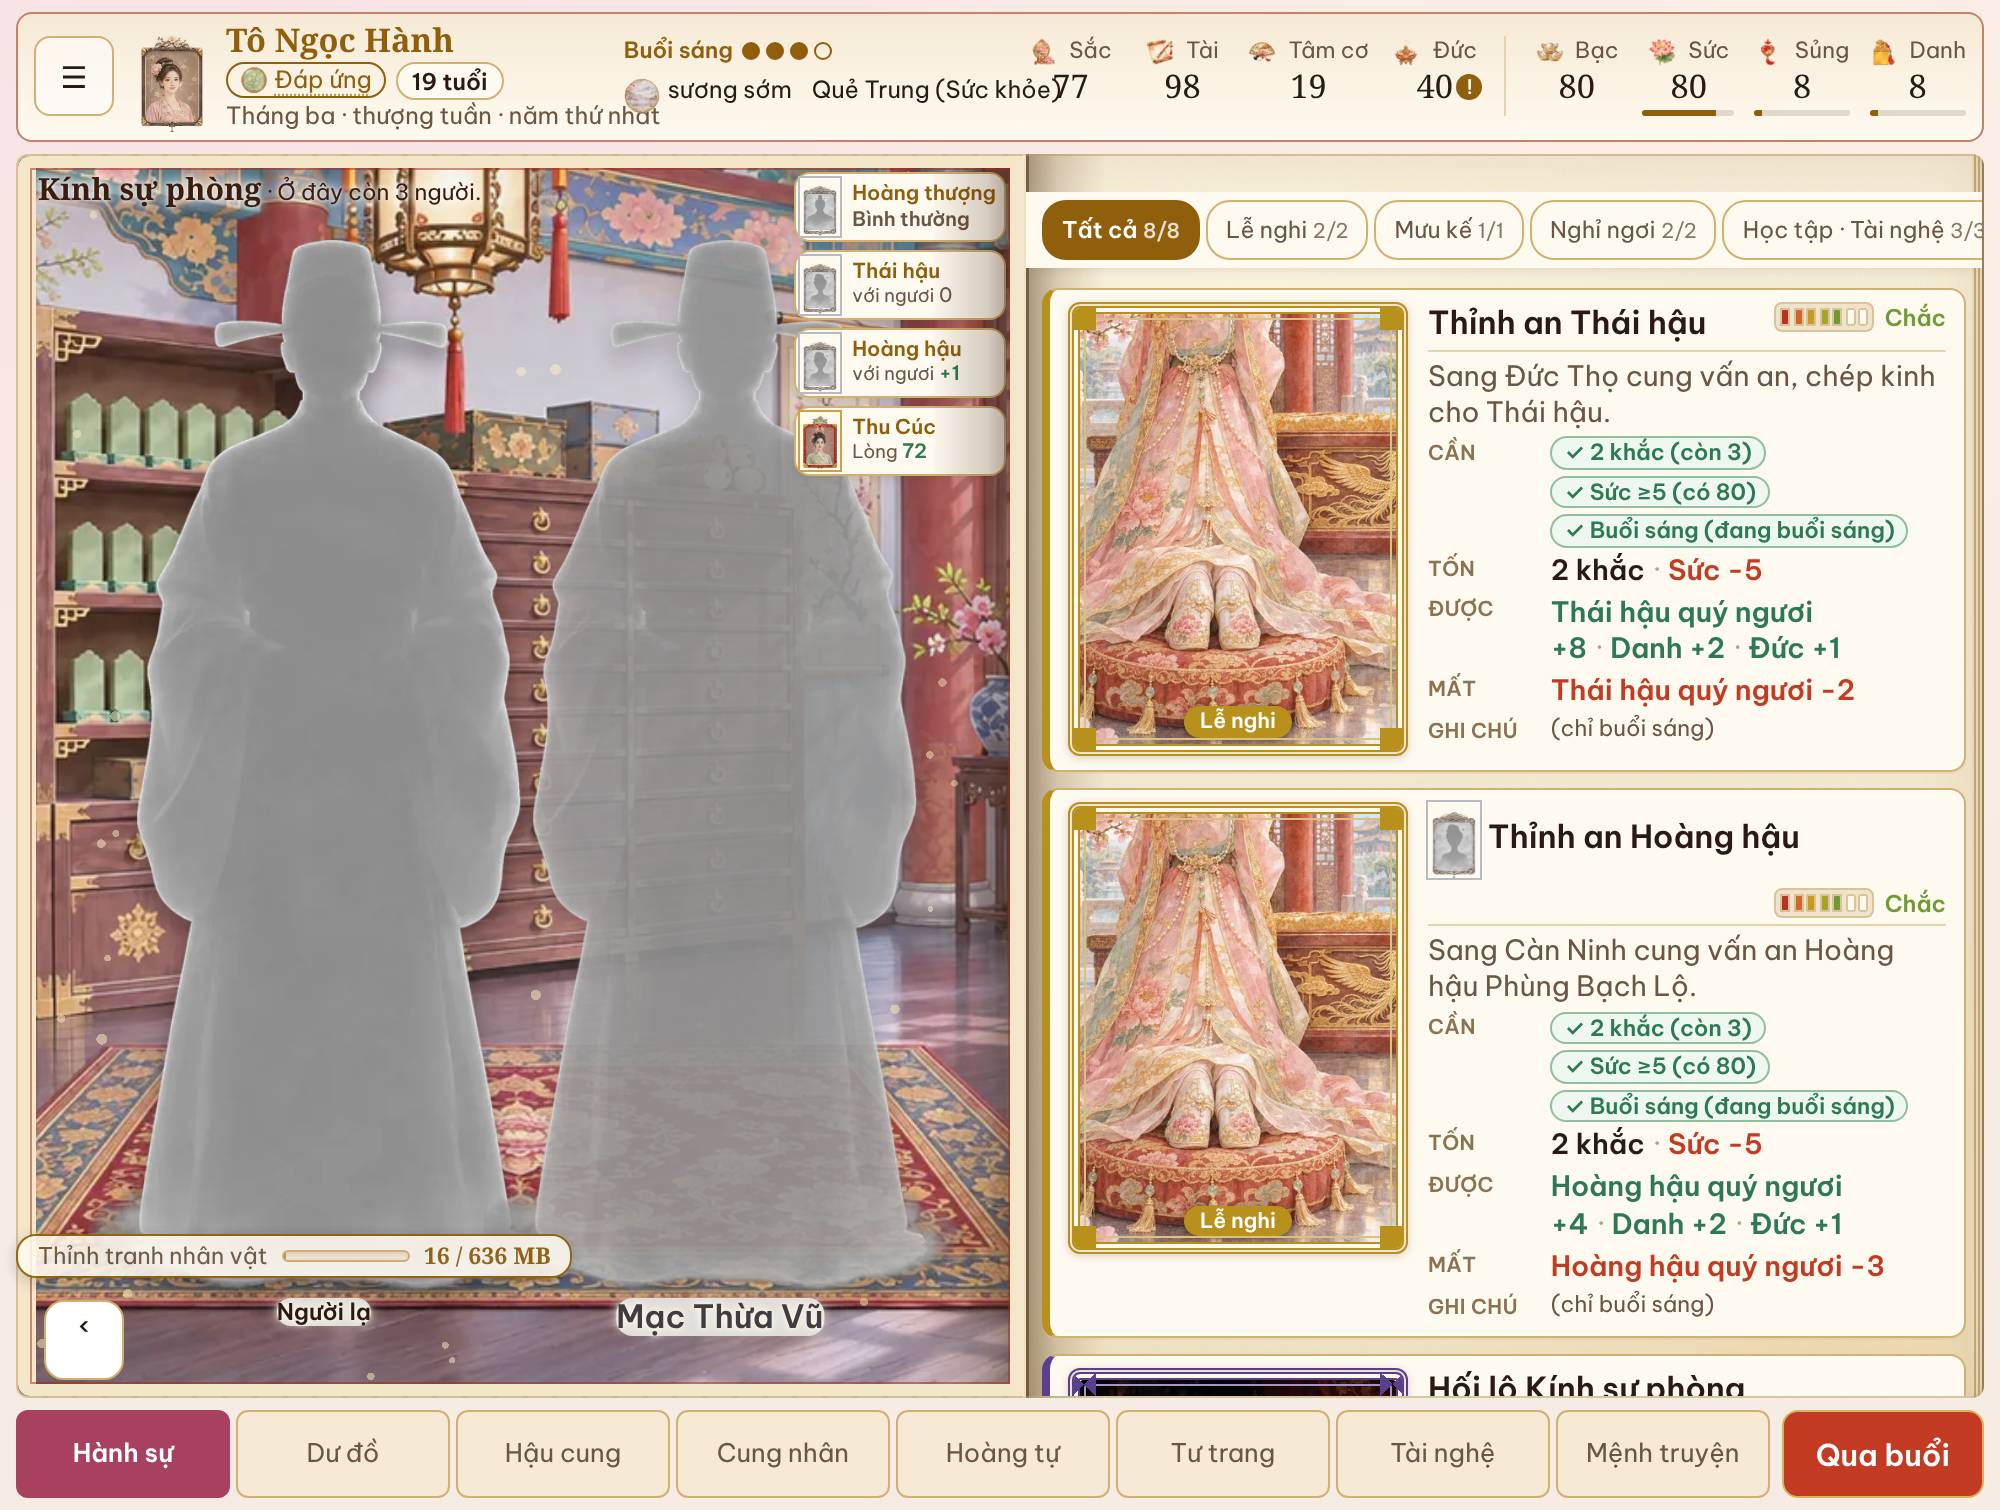 ☰
Tô Ngọc Hành
Đáp ứng
19 tuổi
Tháng ba · thượng tuần · năm thứ nhất
Buổi sáng
sương sớm Quẻ Trung (Sức khỏe)
Sắc 77
Tài 98
Tâm cơ 19
Đức 40 !
Bạc 80
Sức 80
Sủng 8
Danh 8
Kính sự phòng · Ở đây còn 3 người.
Hoàng thượng
Bình thường
Thái hậu
với ngươi 0
Hoàng hậu
với ngươi +1
Thu Cúc
Lòng 72
Thỉnh tranh nhân vật 16 / 636 MB
‹
Người lạ
Mạc Thừa Vũ
Tất cả 8/8
Lễ nghi 2/2
Mưu kế 1/1
Nghỉ ngơi 2/2
Học tập · Tài nghệ 3/3
Lễ nghi
Thỉnh an Thái hậu
Chắc
Sang Đức Thọ cung vấn an, chép kinh
cho Thái hậu.
CẦN ✓ 2 khắc (còn 3)
✓ Sức ≥5 (có 80)
✓ Buổi sáng (đang buổi sáng)
TỐN 2 khắc · Sức -5
ĐƯỢC Thái hậu quý ngươi
+8 · Danh +2 · Đức +1
MẤT Thái hậu quý ngươi -2
GHI CHÚ (chỉ buổi sáng)
Lễ nghi
Thỉnh an Hoàng hậu
Chắc
Sang Càn Ninh cung vấn an Hoàng
hậu Phùng Bạch Lộ.
CẦN ✓ 2 khắc (còn 3)
✓ Sức ≥5 (có 80)
✓ Buổi sáng (đang buổi sáng)
TỐN 2 khắc · Sức -5
ĐƯỢC Hoàng hậu quý ngươi
+4 · Danh +2 · Đức +1
MẤT Hoàng hậu quý ngươi -3
GHI CHÚ (chỉ buổi sáng)
Hối lộ Kính sự phòng
Hành sự
Dư đồ
Hậu cung
Cung nhân
Hoàng tự
Tư trang
Tài nghệ
Mệnh truyện
Qua buổi